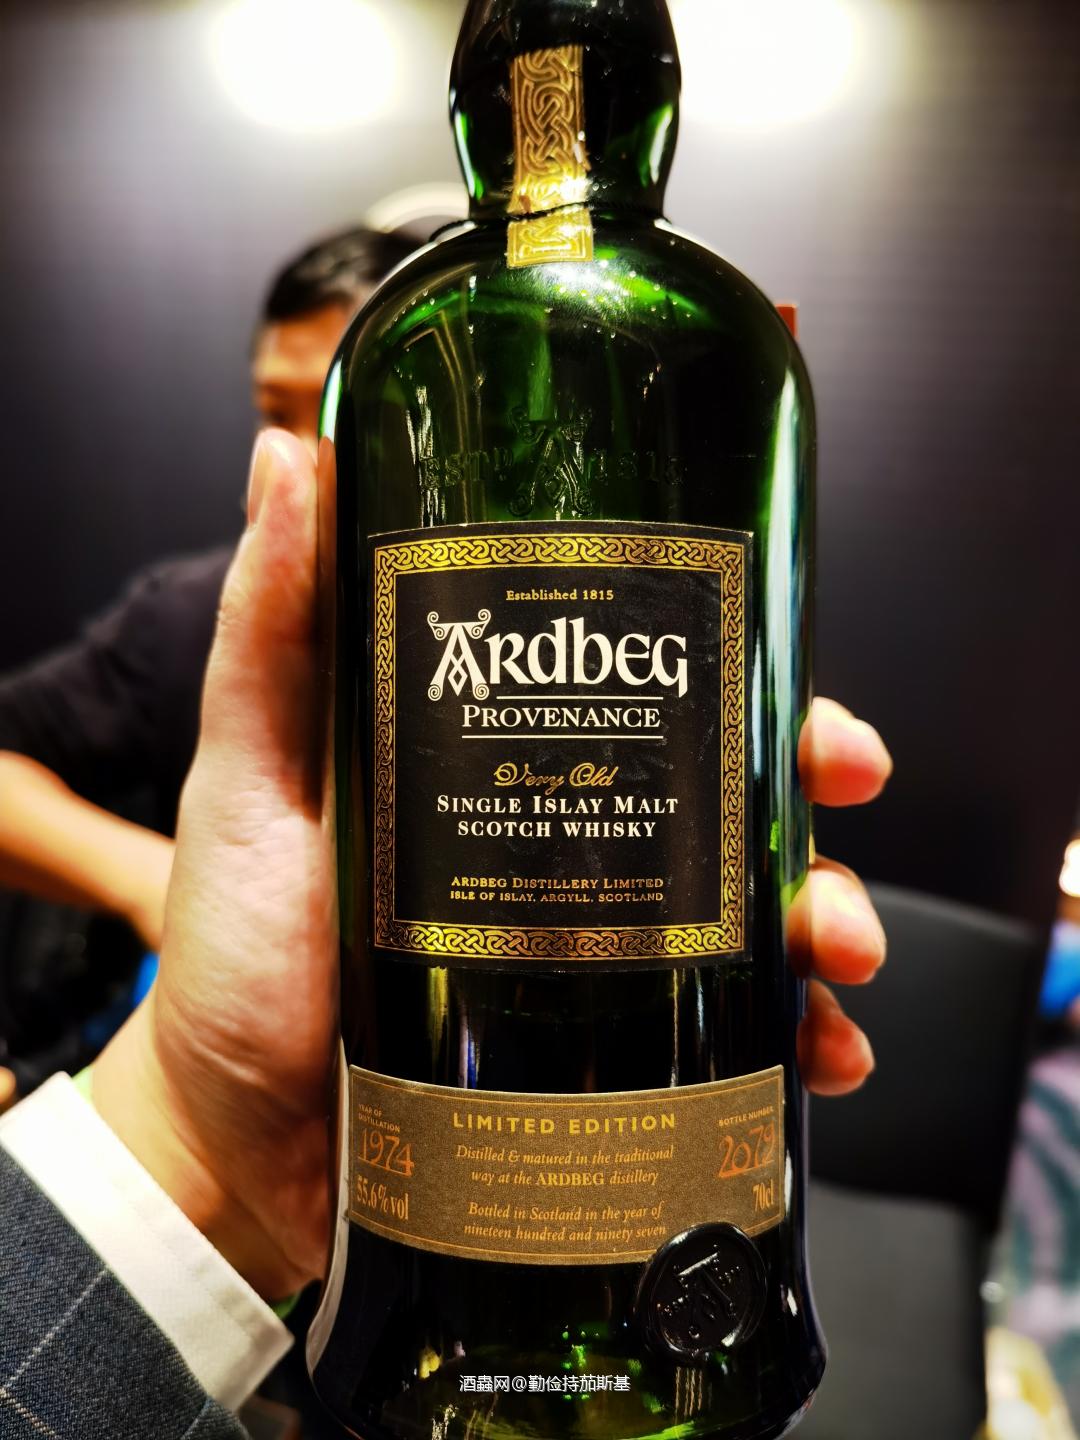 ESTD 1815
Established 1815
ARDBEG
PROVENANCE
Very Old
SINGLE ISLAY MALT
SCOTCH WHISKY
ARDBEG DISTILLERY LIMITED
ISLE OF ISLAY, ARGYLL, SCOTLAND
LIMITED EDITION
YEAR OF
DISTILLATION
1974
55.6%vol
Distilled & matured in the traditional
way at the ARDBEG distillery
Bottled in Scotland in the year of
nineteen hundred and ninety seven
BOTTLE NUMBER
2079
70cl
酒蟲网@勤俭持茄斯基